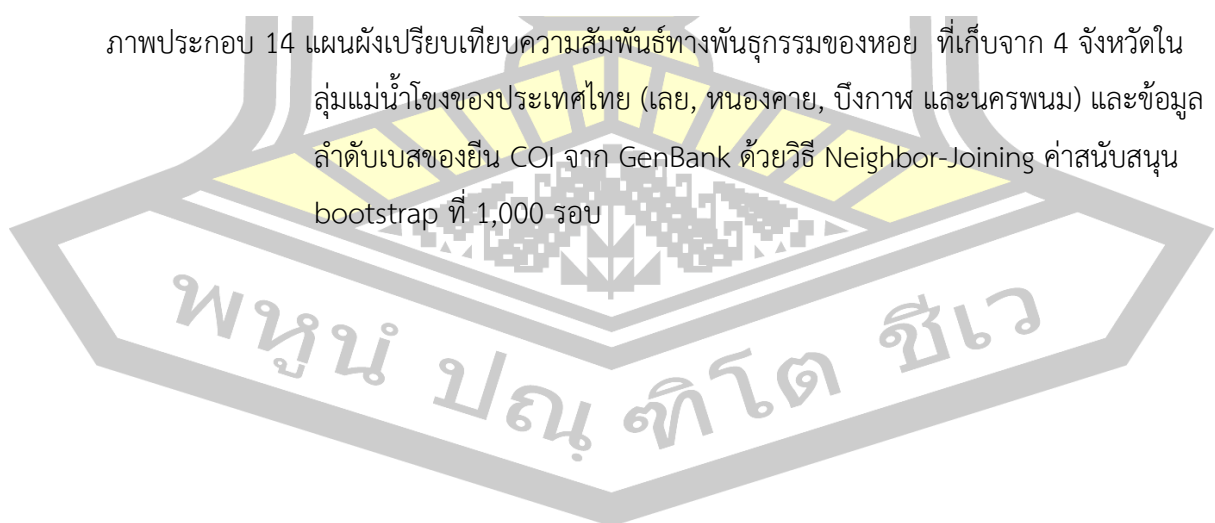 ภาพประกอบ 14 แผนผังเปรียบเทียบความสัมพันธ์ทางพันธุกรรมของหอย ที่เก็บจาก 4 จังหวัดใน
ลุ่มแม่น้ำโขงของประเทศไทย (เลย, หนองคาย, บึงกาฬ และนครพนม) และข้อมูล
ลำดับเบสของยีน COI จาก GenBank ด้วยวิธี Neighbor-Joining ค่าสนับสนุน
bootstrap ที่ 1,000 รอบ
พหูนํ ปณฺฑิโต ชีเว